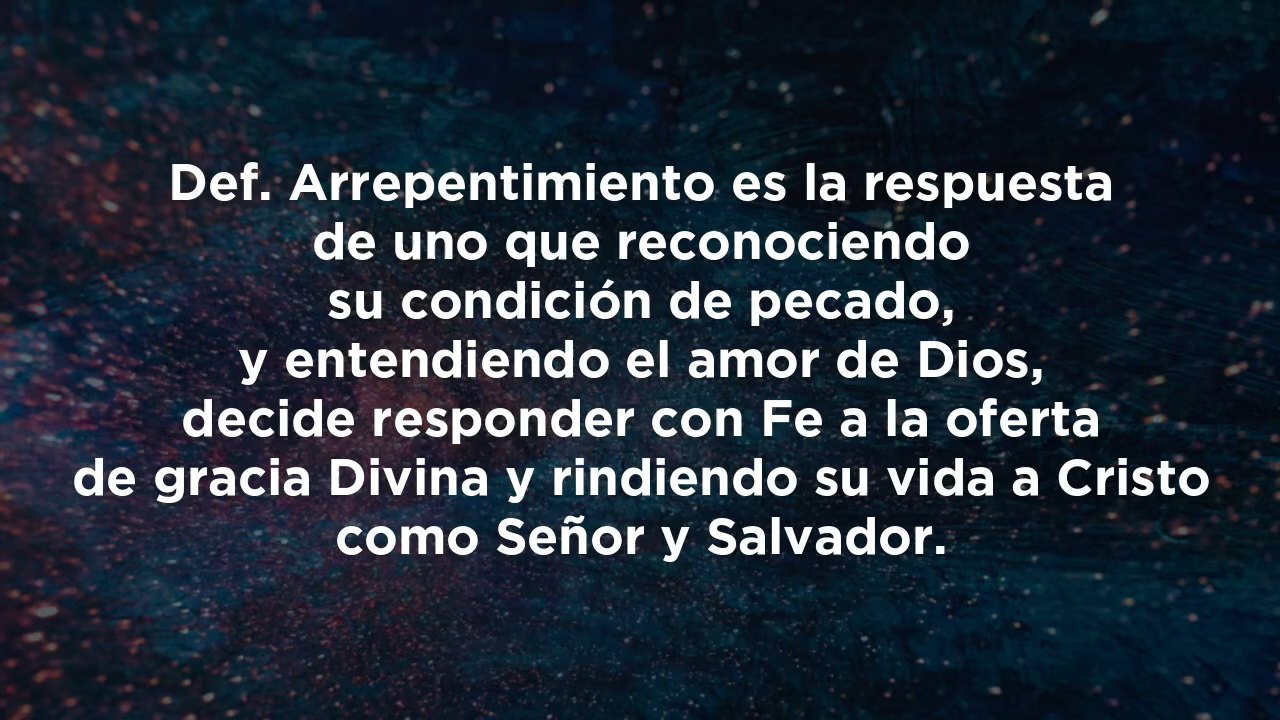 Def. Arrepentimiento es la respuesta
de uno que reconociendo
su condición de pecado,
y entendiendo el amor de Dios,
decide responder con Fe a la oferta
de gracia Divina y rindiendo su vida a Cristo
como Señor y Salvador.